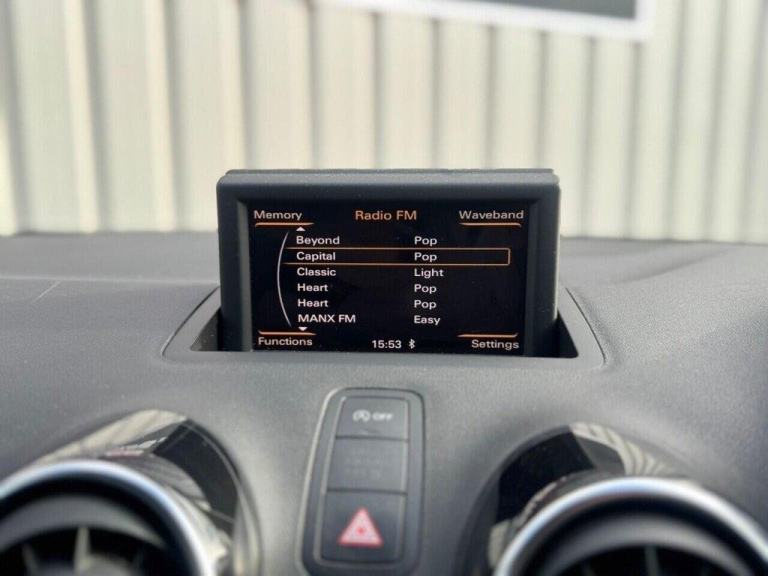 Memory Radio FM Waveband
Beyond Pop
Capital Pop
Classic Light
Heart Pop
Heart Pop
MANX FM Easy
Functions 15:53 Settings
OFF